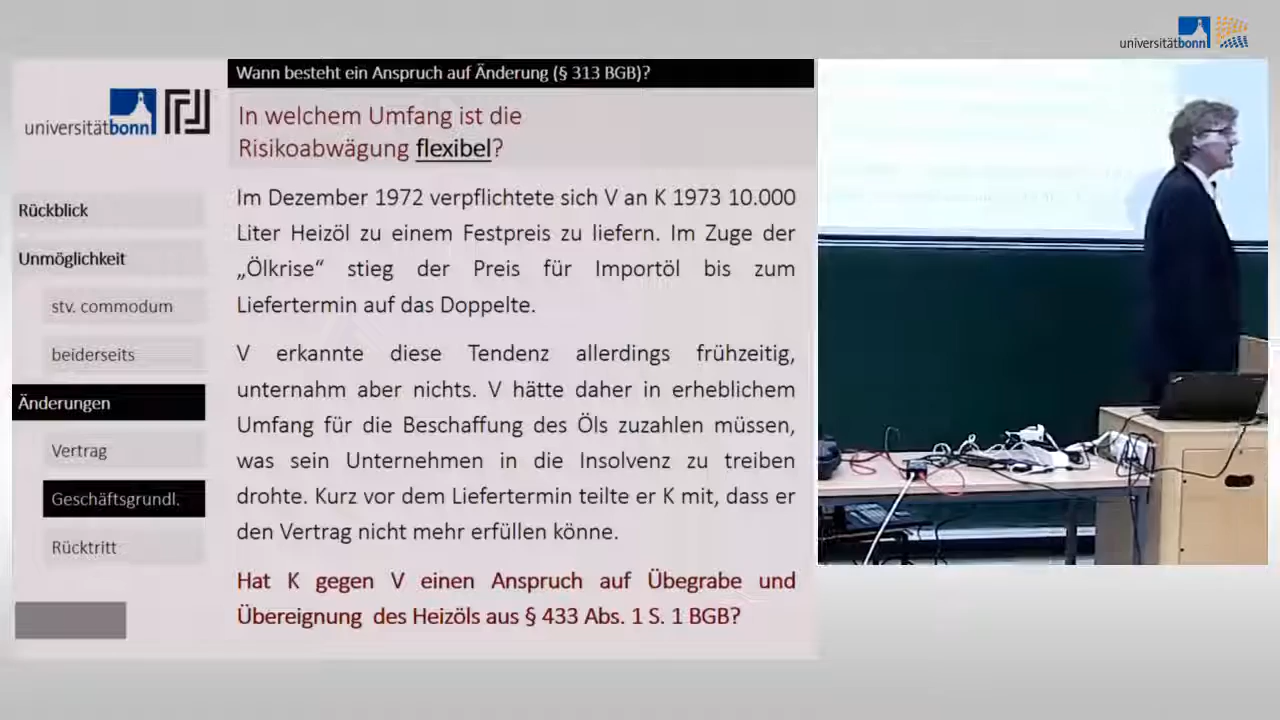 universitätbonn
Wann besteht ein Anspruch auf Änderung (§ 313 BGB)?
universitätbonn
In welchem Umfang ist die
Risikoabwägung flexibel?
Rückblick
Unmöglichkeit
stv. commodum
beiderseits
Änderungen
Vertrag
Geschäftsgrundl.
Rücktritt
Im Dezember 1972 verpflichtete sich V an K 1973 10.000
Liter Heizöl zu einem Festpreis zu liefern. Im Zuge der
„Ölkrise“ stieg der Preis für Importöl bis zum
Liefertermin auf das Doppelte.
V erkannte diese Tendenz allerdings frühzeitig,
unternahm aber nichts. V hätte daher in erheblichem
Umfang für die Beschaffung des Öls zuzahlen müssen,
was sein Unternehmen in die Insolvenz zu treiben
drohte. Kurz vor dem Liefertermin teilte er K mit, dass er
den Vertrag nicht mehr erfüllen könne.
Hat K gegen V einen Anspruch auf Übegrabe und
Übereignung des Heizöls aus § 433 Abs. 1 S. 1 BGB?